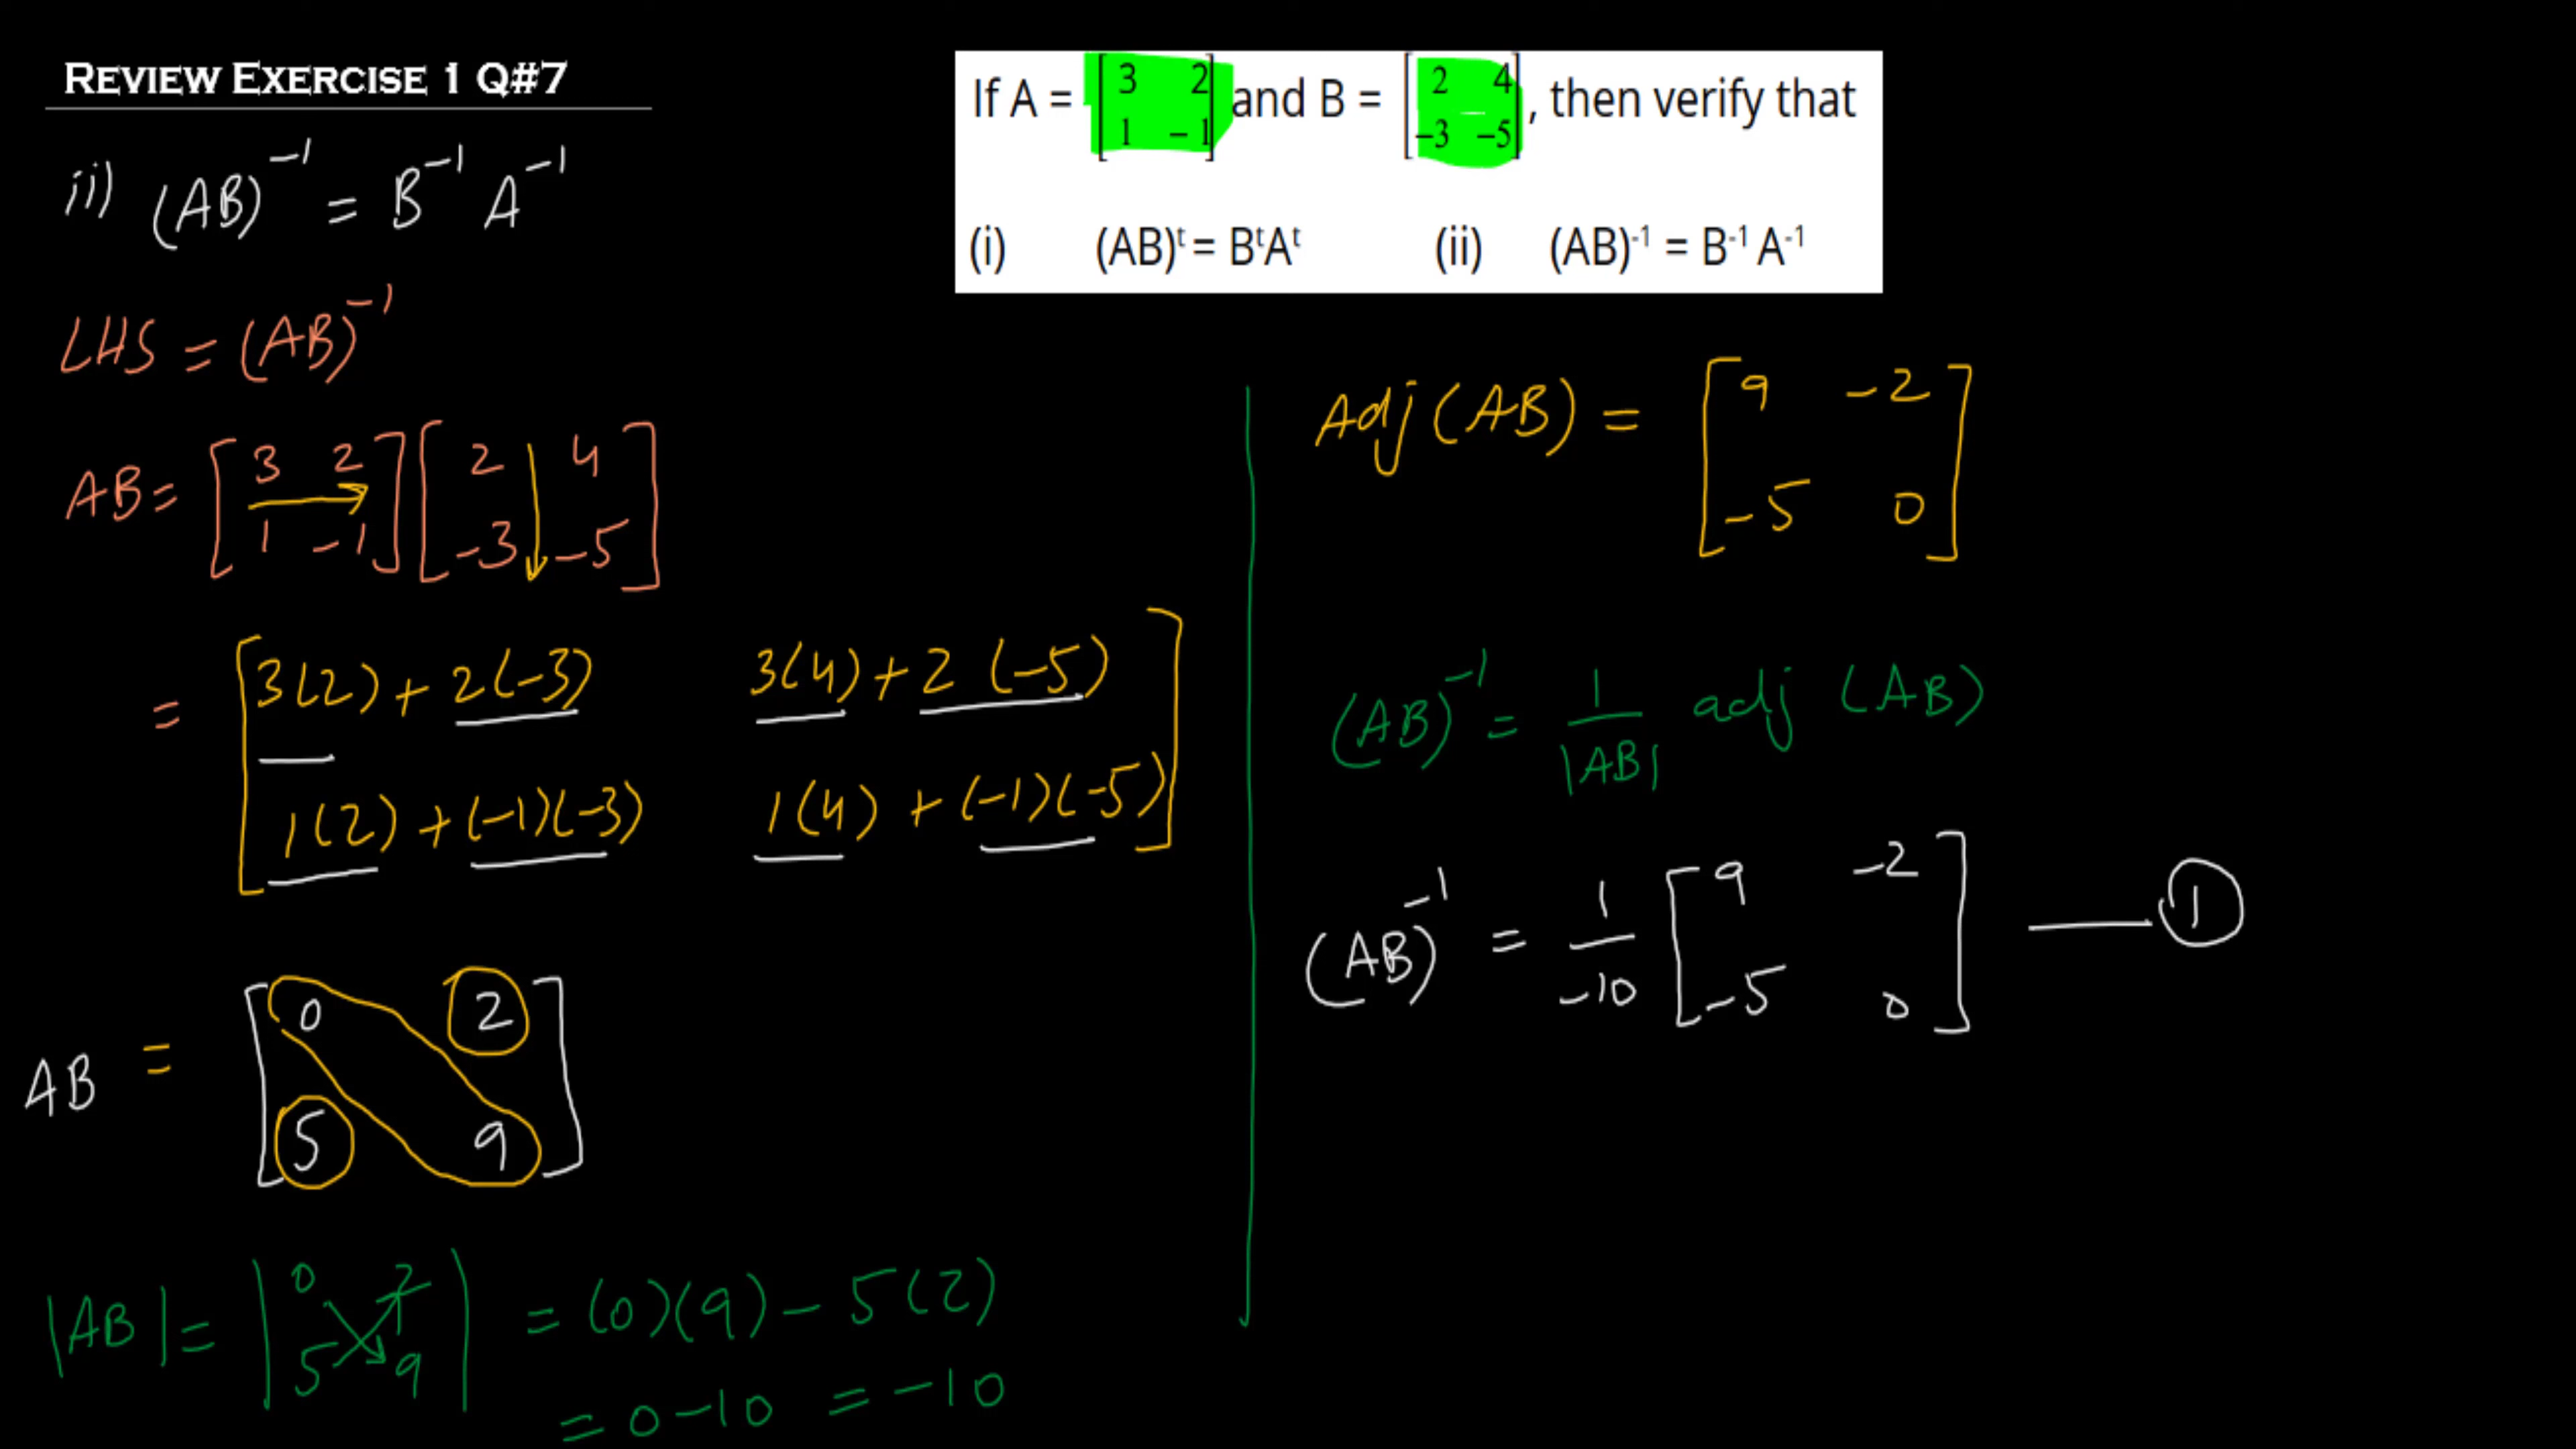 REVIEW EXERCISE 1 Q#7
If A = [3 2
1 -1] and B = [2 4
-3 -5], then verify that
(i) (AB)ᵗ = BᵗAᵗ (ii) (AB)⁻¹ = B⁻¹ A⁻¹
ii) (AB)⁻¹ = B⁻¹ A⁻¹
LHS = (AB)⁻¹
AB = [3 2
1 -1] [2 4
-3 -5]
= [3(2) + 2(-3) 3(4) + 2 (-5)
1(2) + (-1)(-3) 1(4) + (-1)(-5)]
AB = [0 2
5 9]
|AB| = |0 2
5 9| = (0)(9) - 5(2)
= 0 - 10 = -10
Adj (AB) = [9 -2
-5 0]
(AB)⁻¹ = 1/|AB| adj (AB)
(AB)⁻¹ = 1/-10 [9 -2
-5 0] — ①